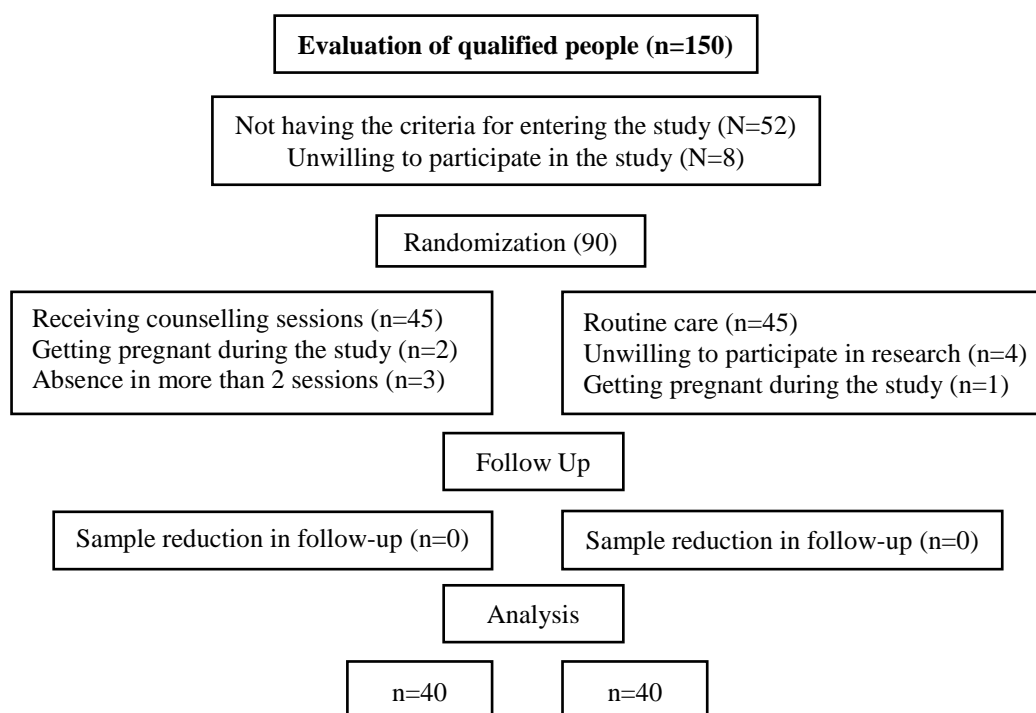 Evaluation of qualified people (n=150)
Not having the criteria for entering the study (N=52)
Unwilling to participate in the study (N=8)
Randomization (90)
Receiving counselling sessions (n=45)
Getting pregnant during the study (n=2)
Absence in more than 2 sessions (n=3)
Routine care (n=45)
Unwilling to participate in research (n=4)
Getting pregnant during the study (n=1)
Follow Up
Sample reduction in follow-up (n=0)
Sample reduction in follow-up (n=0)
Analysis
n=40
n=40